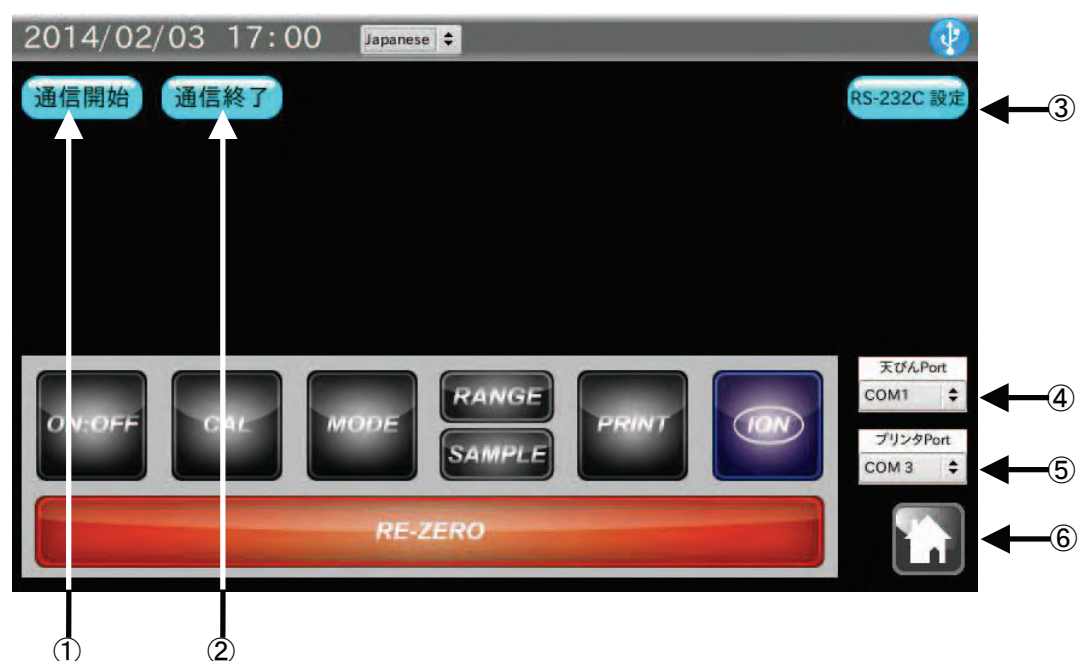 2014/02/03 17:00 Japanese
通信開始 通信終了 RS-232C 設定 ③
天びんPort
COM1 ④
ON:OFF CAL MODE RANGE PRINT ION
SAMPLE
プリンタPort
COM 3 ⑤
RE-ZERO ⑥
① ②